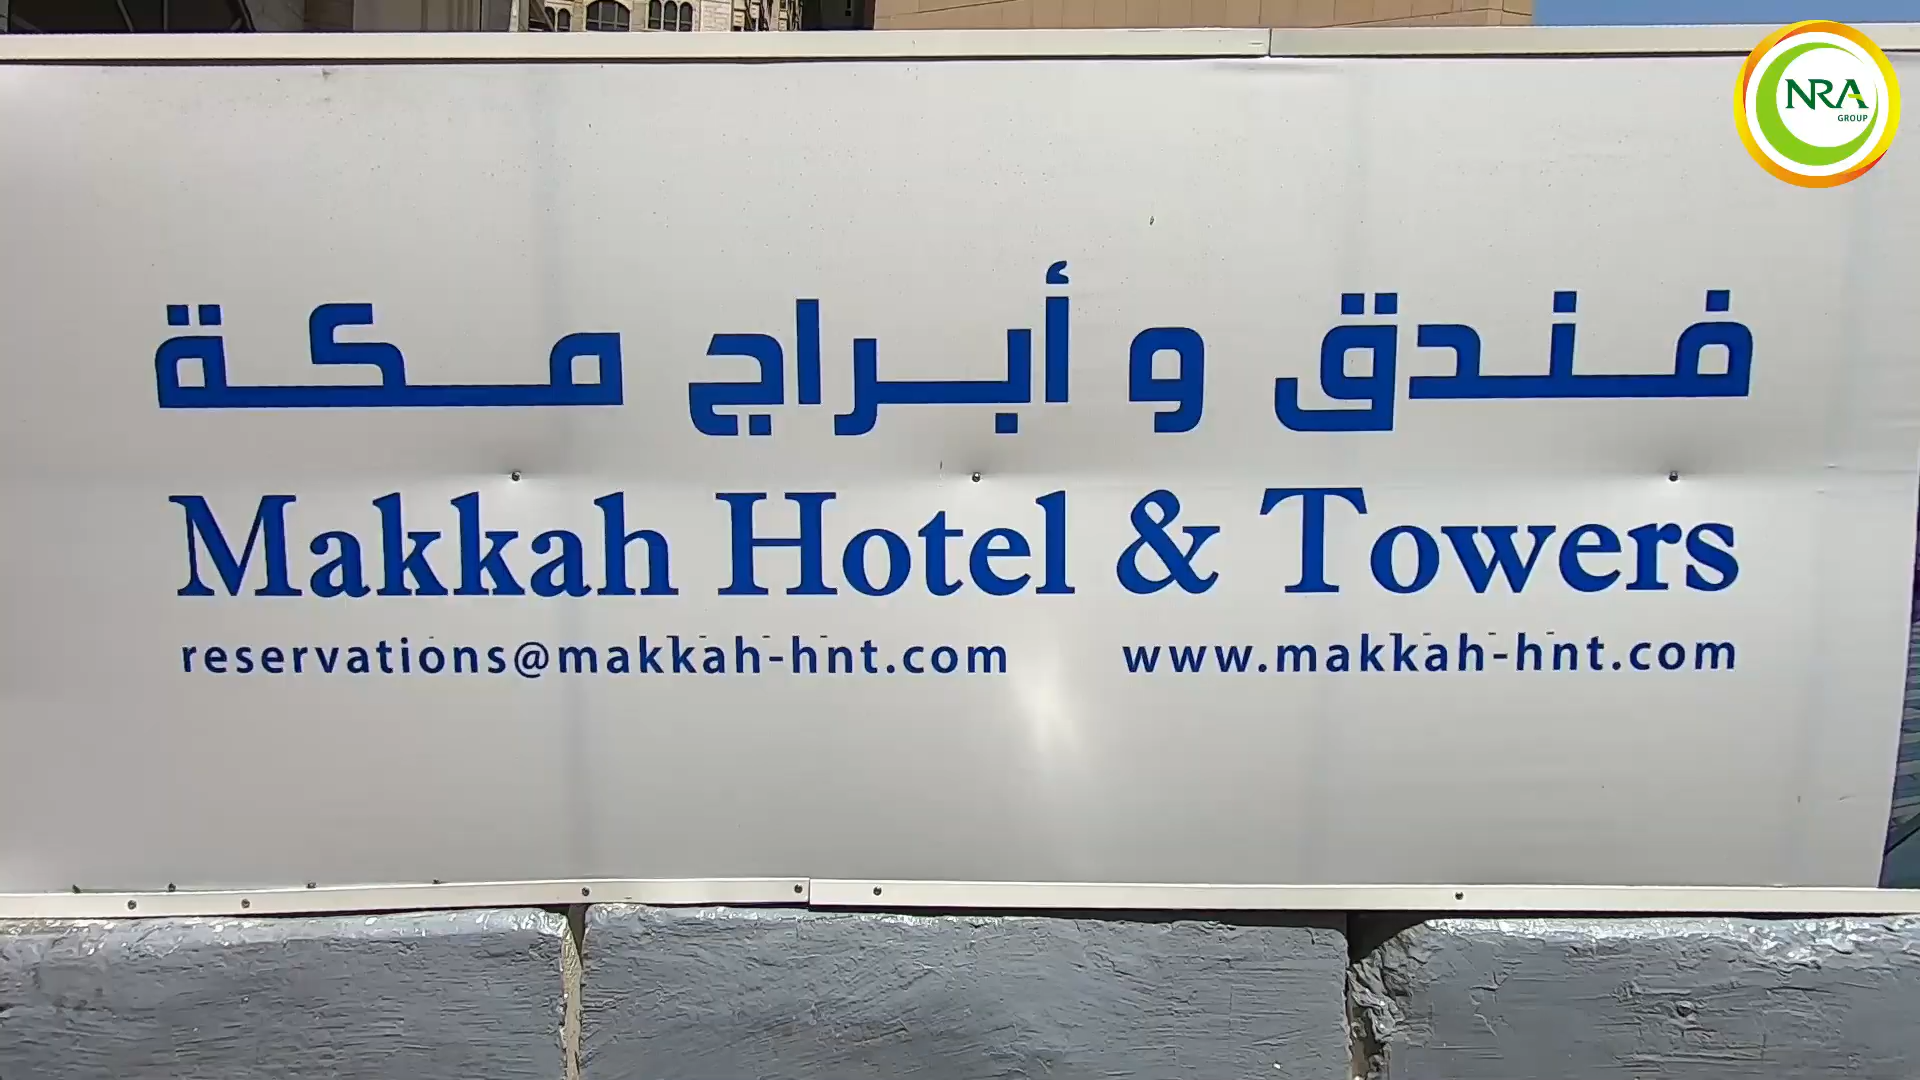 NRA
GROUP
فندق و أبراج مكة
Makkah Hotel & Towers
reservations@makkah-hnt.com www.makkah-hnt.com